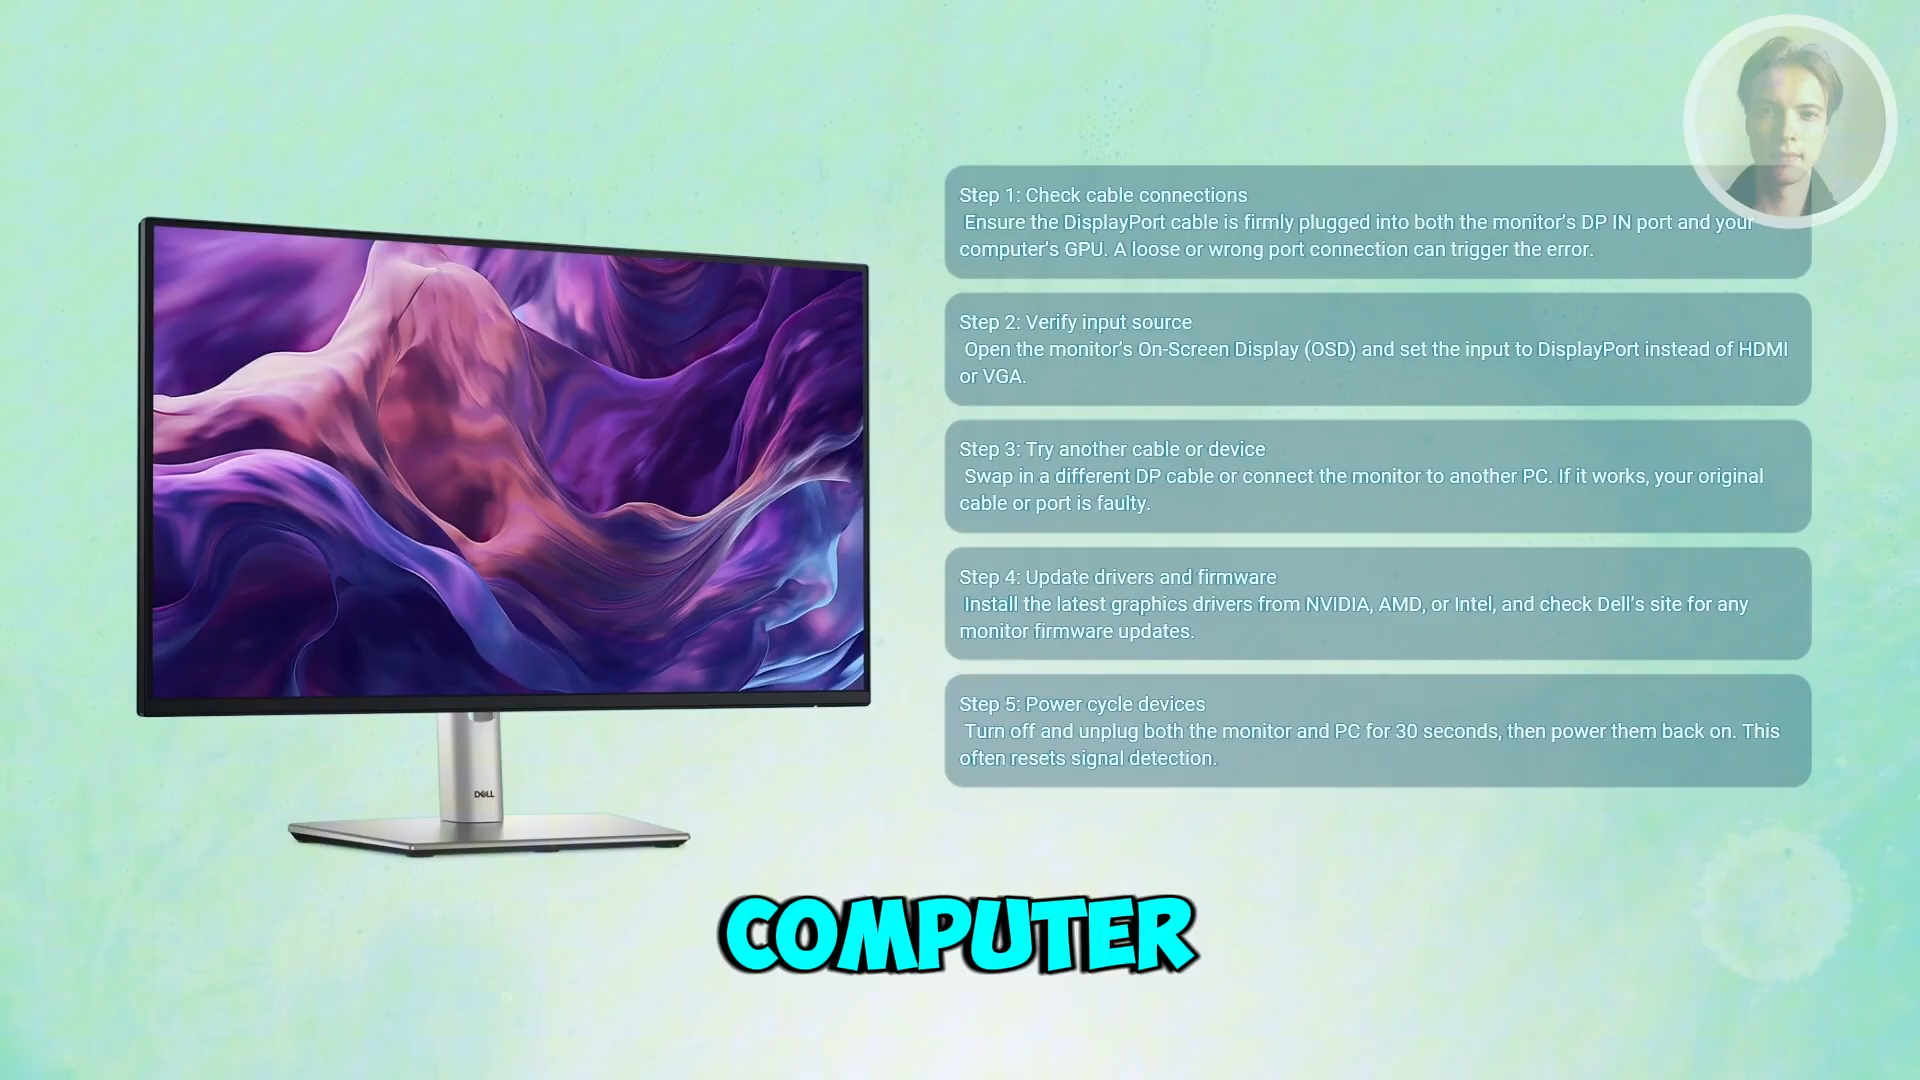 Step 1: Check cable connections
Ensure the DisplayPort cable is firmly plugged into both the monitor’s DP IN port and your
computer’s GPU. A loose or wrong port connection can trigger the error.
Step 2: Verify input source
Open the monitor’s On-Screen Display (OSD) and set the input to DisplayPort instead of HDMI
or VGA.
Step 3: Try another cable or device
Swap in a different DP cable or connect the monitor to another PC. If it works, your original
cable or port is faulty.
Step 4: Update drivers and firmware
Install the latest graphics drivers from NVIDIA, AMD, or Intel, and check Dell’s site for any
monitor firmware updates.
Step 5: Power cycle devices
Turn off and unplug both the monitor and PC for 30 seconds, then power them back on. This
often resets signal detection.
DELL
COMPUTER